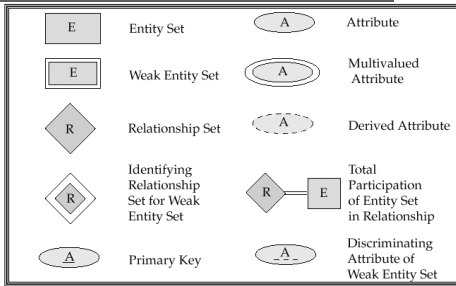 E
Entity Set
A
Attribute
E
Weak Entity Set
A
Multivalued
Attribute
R
Relationship Set
A
Derived Attribute
R
Identifying
Relationship
Set for Weak
Entity Set
R
E
Total
Participation
of Entity Set
in Relationship
A
Primary Key
A
Discriminating
Attribute of
Weak Entity Set